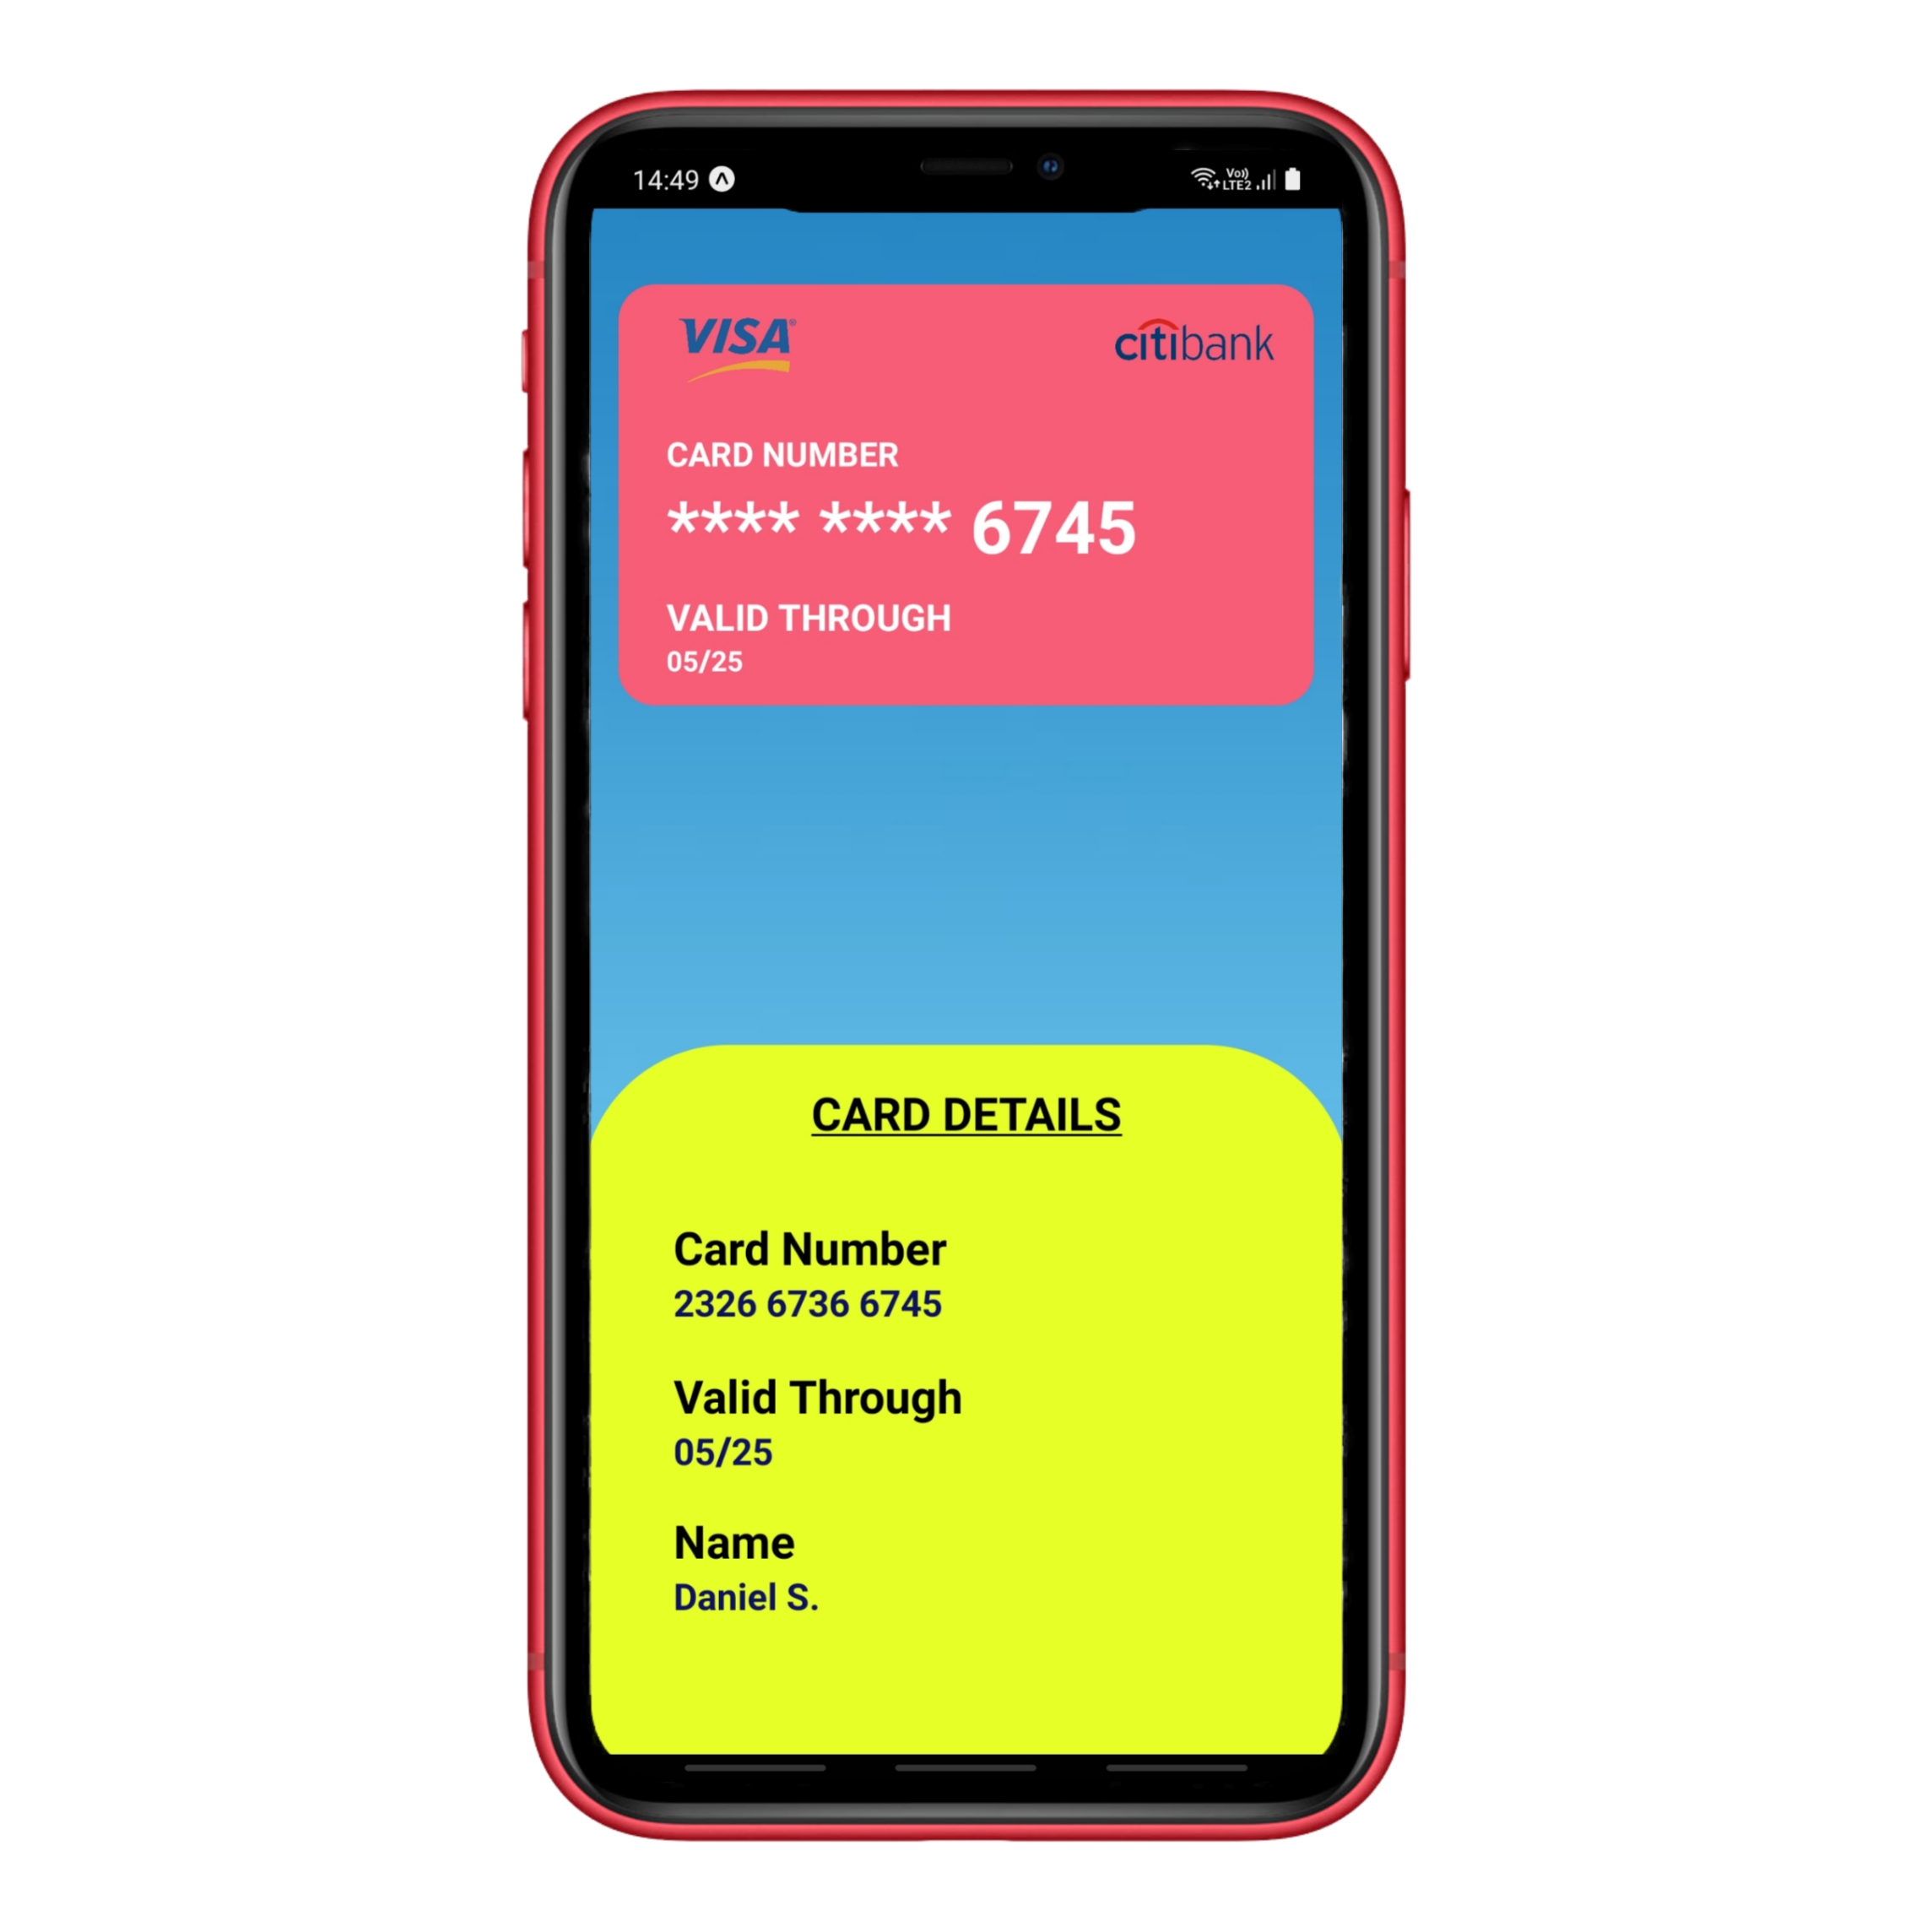 14:49
Vo))
LTE2
VISA®
citibank
CARD NUMBER
**** **** 6745
VALID THROUGH
05/25
CARD DETAILS
Card Number
2326 6736 6745
Valid Through
05/25
Name
Daniel S.